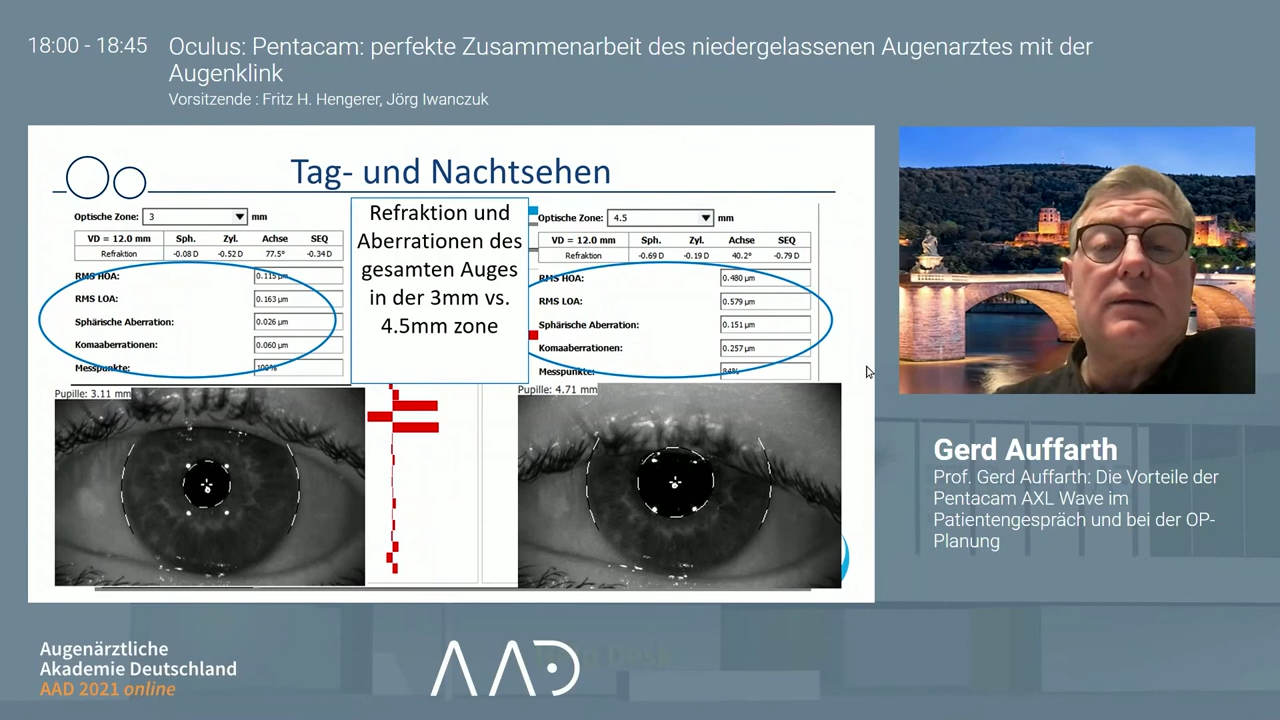 18:00 - 18:45
Oculus: Pentacam: perfekte Zusammenarbeit des niedergelassenen Augenarztes mit der
Augenklink
Vorsitzende : Fritz H. Hengerer, Jörg Iwanczuk
Tag- und Nachtsehen
Optische Zone: 3 mm
VD = 12.0 mm Sph. Zyl. Achse SEQ
Refraktion -0.08 D -0.52 D 77.5° -0.34 D
RMS HOA: 0.115 µm
RMS LOA: 0.163 µm
Sphärische Aberration: 0.026 µm
Komaaberrationen: 0.060 µm
Messpunkte: 100%
Pupille: 3.11 mm
Refraktion und
Aberrationen des
gesamten Auges
in der 3mm vs.
4.5mm zone
Optische Zone: 4.5 mm
VD = 12.0 mm Sph. Zyl. Achse SEQ
Refraktion -0.69 D -0.19 D 40.2° -0.79 D
RMS HOA: 0.480 µm
RMS LOA: 0.579 µm
Sphärische Aberration: 0.151 µm
Komaaberrationen: 0.257 µm
Messpunkte: 84%
Pupille: 4.71 mm
Gerd Auffarth
Prof. Gerd Auffarth: Die Vorteile der
Pentacam AXL Wave im
Patientengespräch und bei der OP-
Planung
Augenärztliche
Akademie Deutschland
AAD 2021 online
AAD